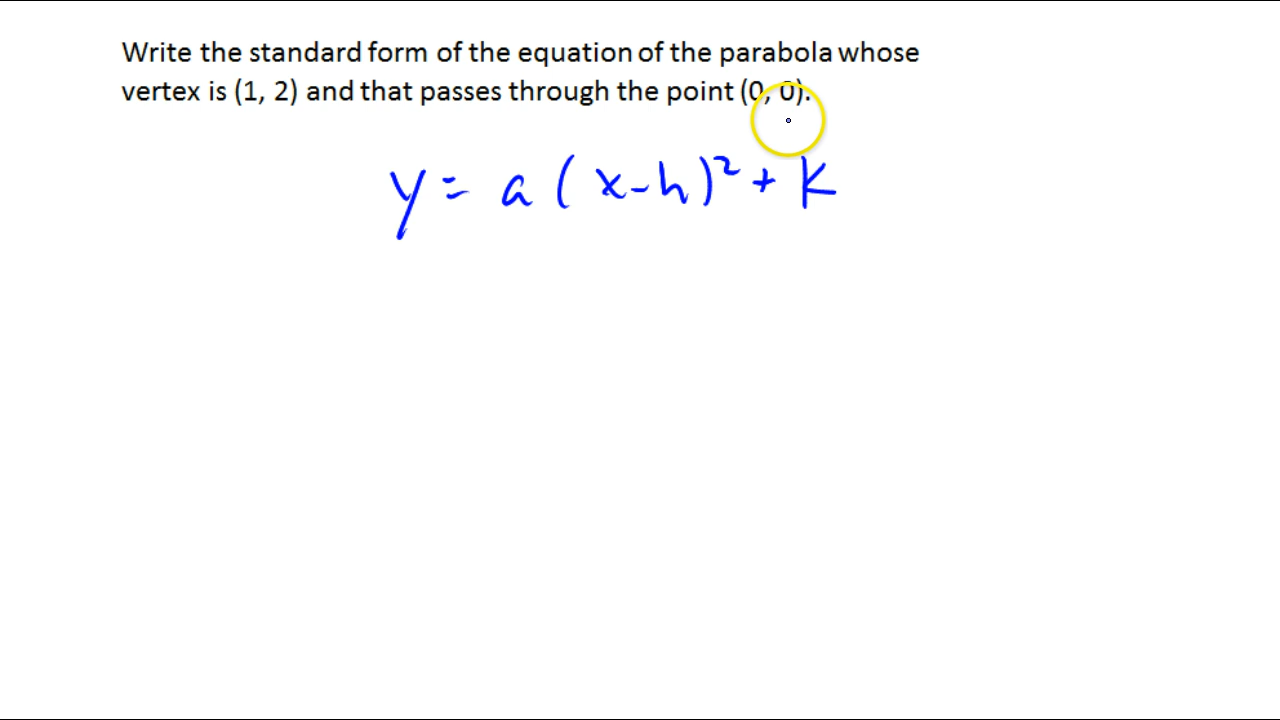 Write the standard form of the equation of the parabola whose
vertex is (1, 2) and that passes through the point (0, 0).
y = a (x-h)² + k